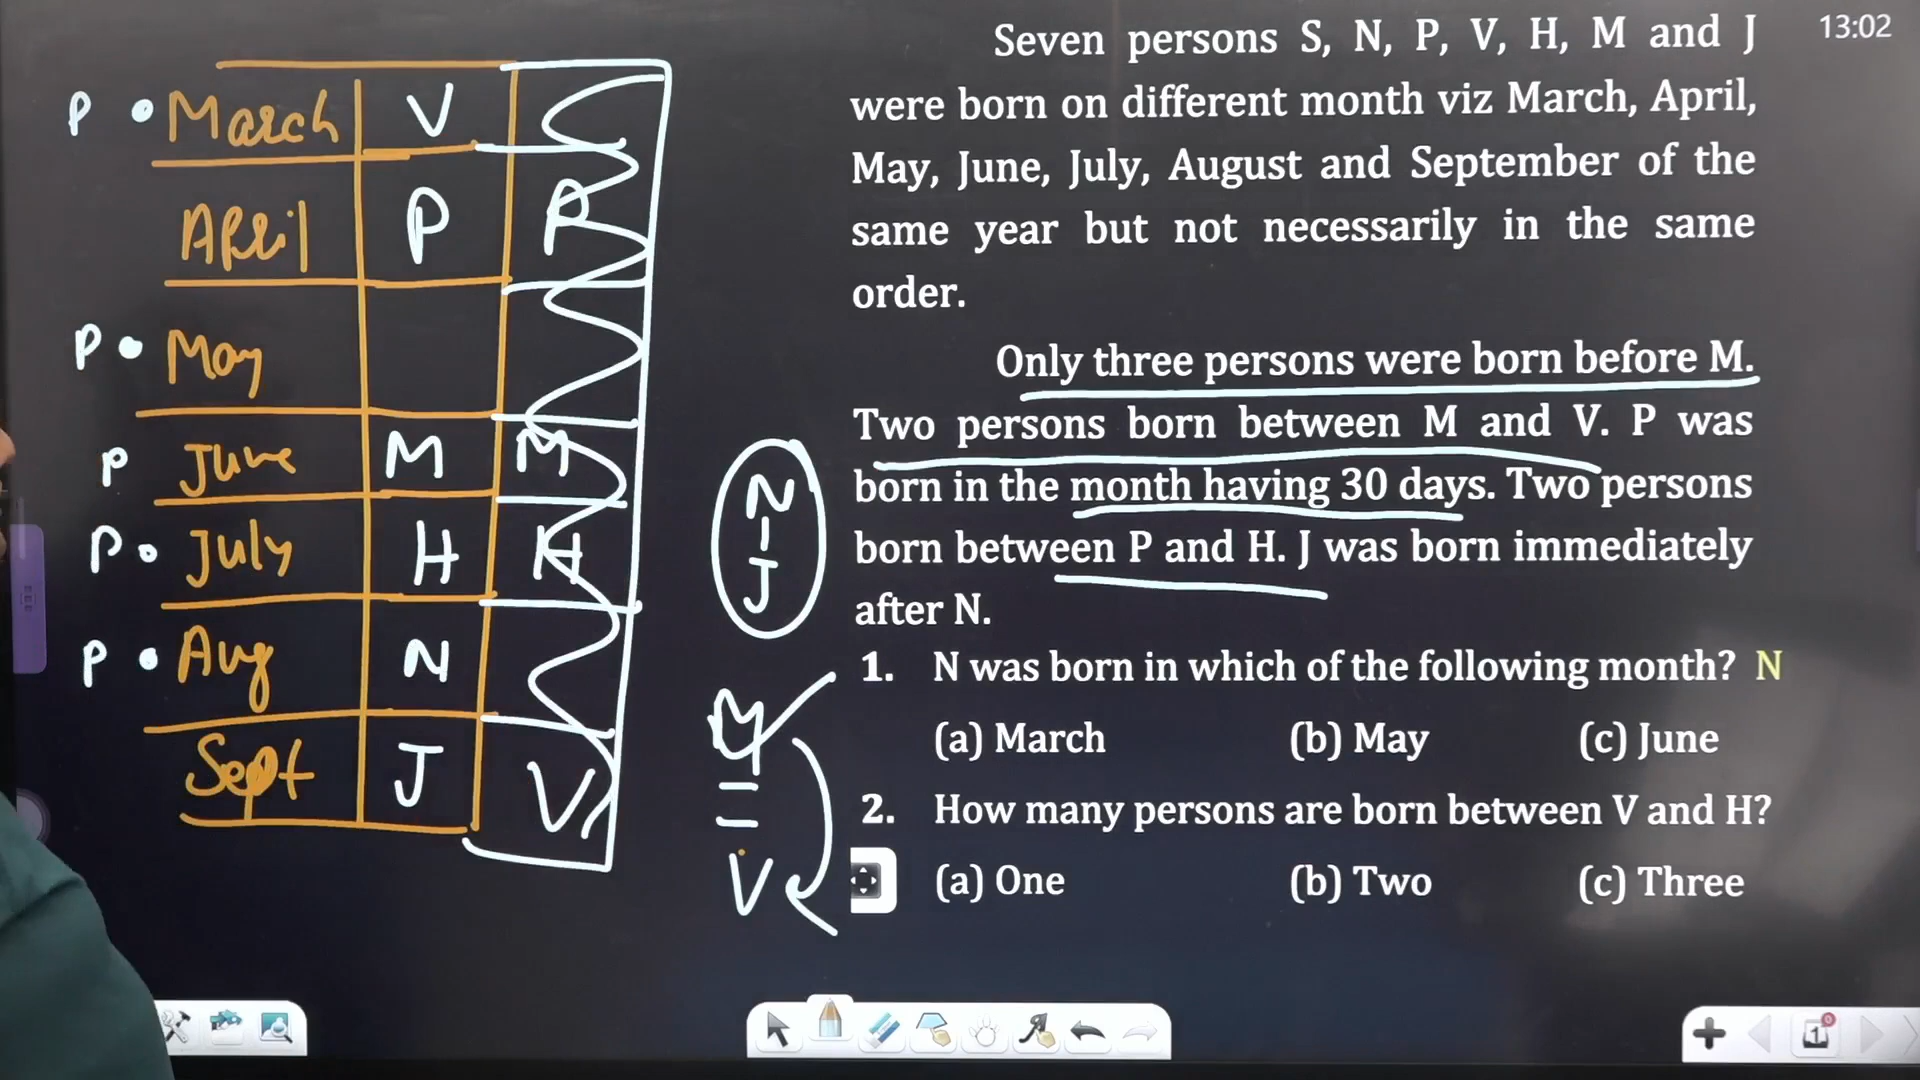 Seven persons S, N, P, V, H, M and J
13:02
were born on different month viz March, April,
May, June, July, August and September of the
same year but not necessarily in the same
order.
Only three persons were born before M.
Two persons born between M and V. P was
born in the month having 30 days. Two persons
born between P and H. J was born immediately
after N.
1. N was born in which of the following month? N
(a) March (b) May (c) June
2. How many persons are born between V and H?
(a) One (b) Two (c) Three
P • March V
April P P
P • May
P June M M
P • July H H
P • Aug N
Sept J V
N
J
M
V
1
0